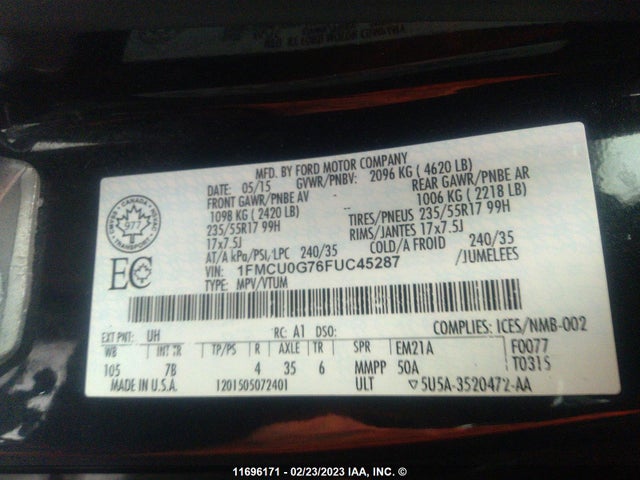 MFD. BY FORD MOTOR COMPANY
DATE: 05/15 GVWR/PNBV: 2096 KG ( 4620 LB)
FRONT GAWR/PNBE AV REAR GAWR/PNBE AR
1098 KG ( 2420 LB) 1006 KG ( 2218 LB)
235/55R17 99H TIRES/PNEUS 235/55R17 99H
17x7.5J RIMS/JANTES 17x7.5J
AT/A kPa/PSI/LPC 240/35 COLD/A FROID 240/35
VIN: 1FMCU0G76FUC45287 /JUMELEES
TYPE: MPV/VTUM
CANADA
977
TRANSPORT
EC
EXT PNT: UH RC: A1 DSO: COMPLIES: ICES/NMB-002
WB INT TR TP/PS R AXLE TR SPR EM21A F0077
105 7B 4 35 6 MMPP 50A T0315
MADE IN U.S.A. 1201505072401 ULT ▽5U5A-3520472-AA
11696171 - 02/23/2023 IAA, INC. ©